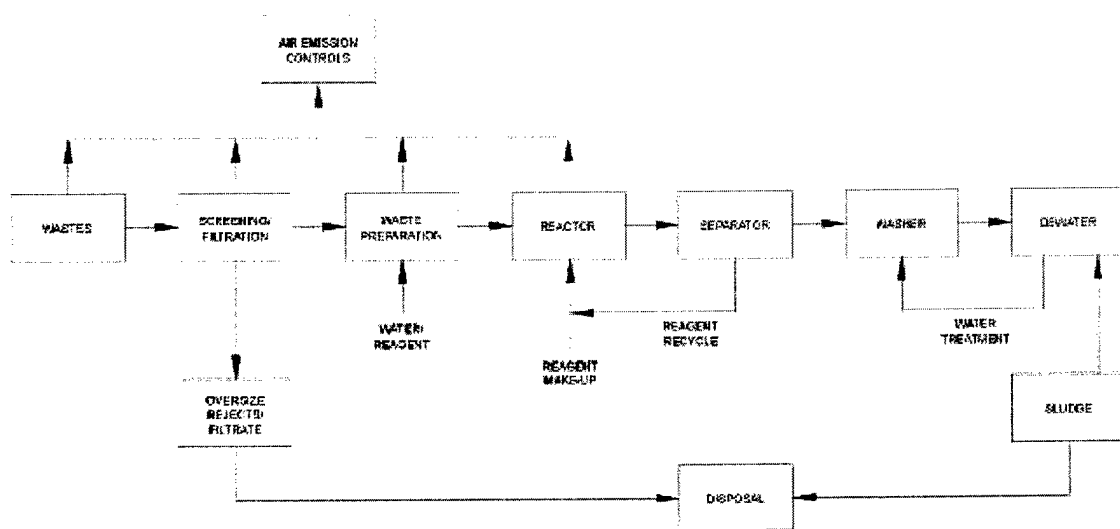 AIR EMISSION
CONTROLS
WASTES
SCREENING/
FILTRATION
WASTE
PREPARATION
REACTOR
SEPARATOR
WASHER
DEWATER
WATER/
REAGENT
REAGENT
RECYCLE
WATER
TREATMENT
REAGENT
MAKE-UP
OVERSIZE
REJECTS/
FILTRATE
SLUDGE
DISPOSAL